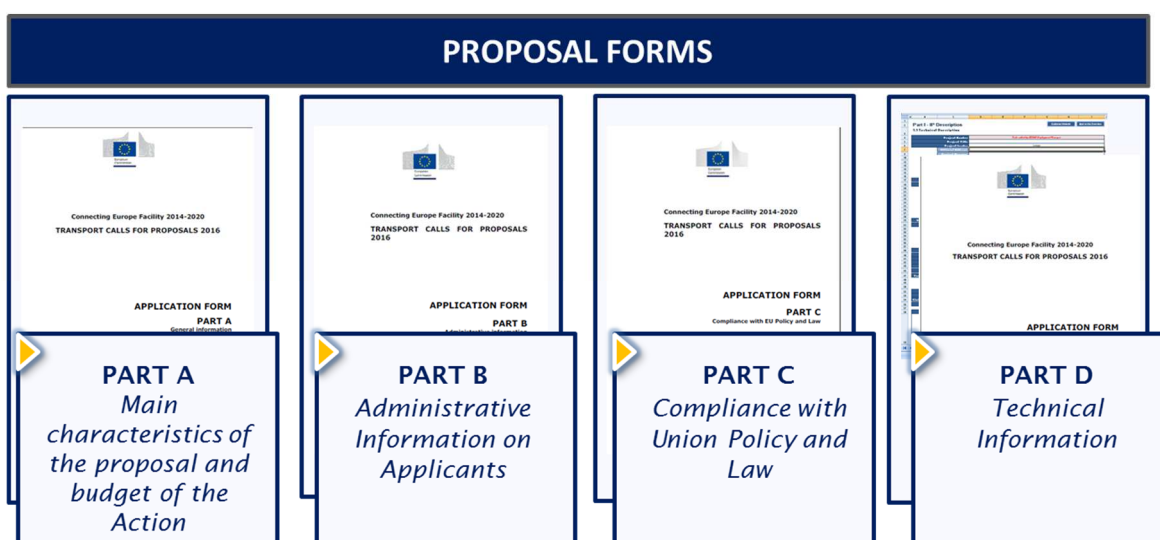 PROPOSAL FORMS
Connecting Europe Facility 2014-2020
TRANSPORT CALLS FOR PROPOSALS 2016
APPLICATION FORM
PART A
General information
PART A
Main
characteristics of
the proposal and
budget of the
Action
Connecting Europe Facility 2014-2020
TRANSPORT CALLS FOR PROPOSALS
2016
APPLICATION FORM
PART B
Administrative information
PART B
Administrative
Information on
Applicants
Connecting Europe Facility 2014-2020
TRANSPORT CALLS FOR PROPOSALS
2016
APPLICATION FORM
PART C
Compliance with EU Policy and Law
PART C
Compliance with
Union Policy and
Law
Connecting Europe Facility 2014-2020
TRANSPORT CALLS FOR PROPOSALS 2016
APPLICATION FORM
PART D
Technical
Information